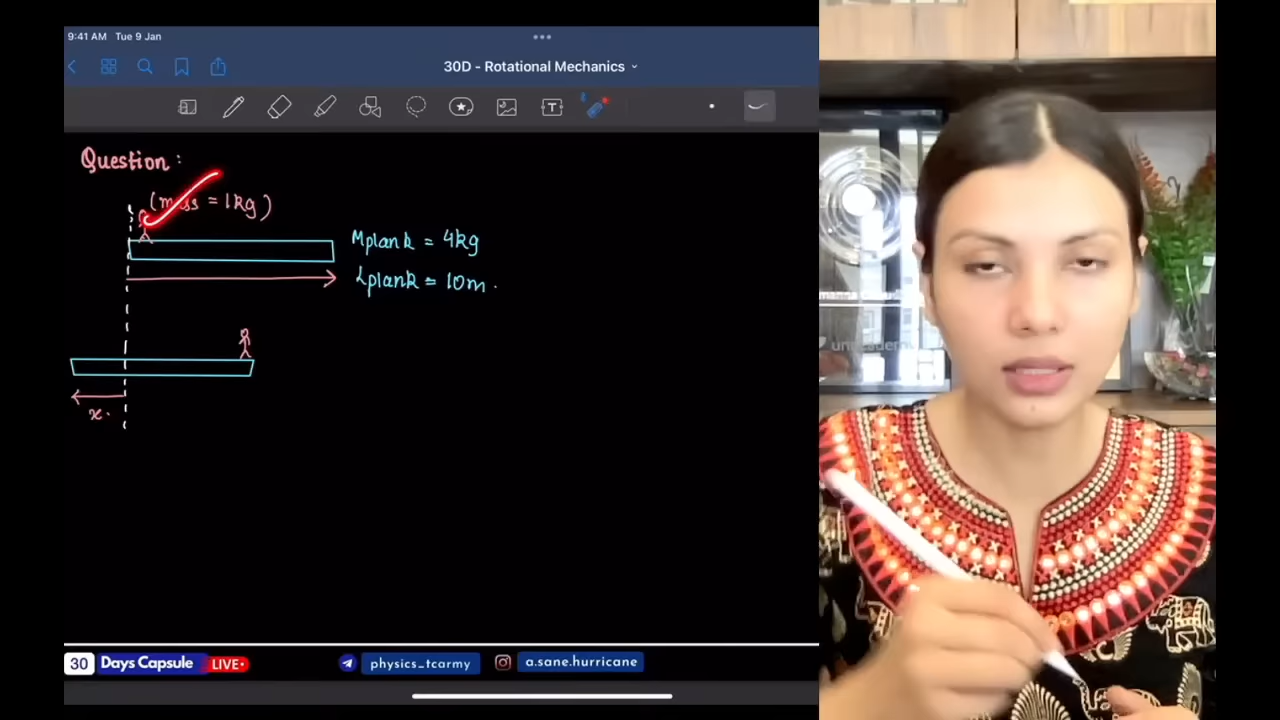 9:41 AM Tue 9 Jan
30D - Rotational Mechanics
Question :
(mass = 1kg)
Mplank = 4kg
Lplank = 10m.
x.
30 Days Capsule LIVE
physics_tcarmy
a.sane.hurricane